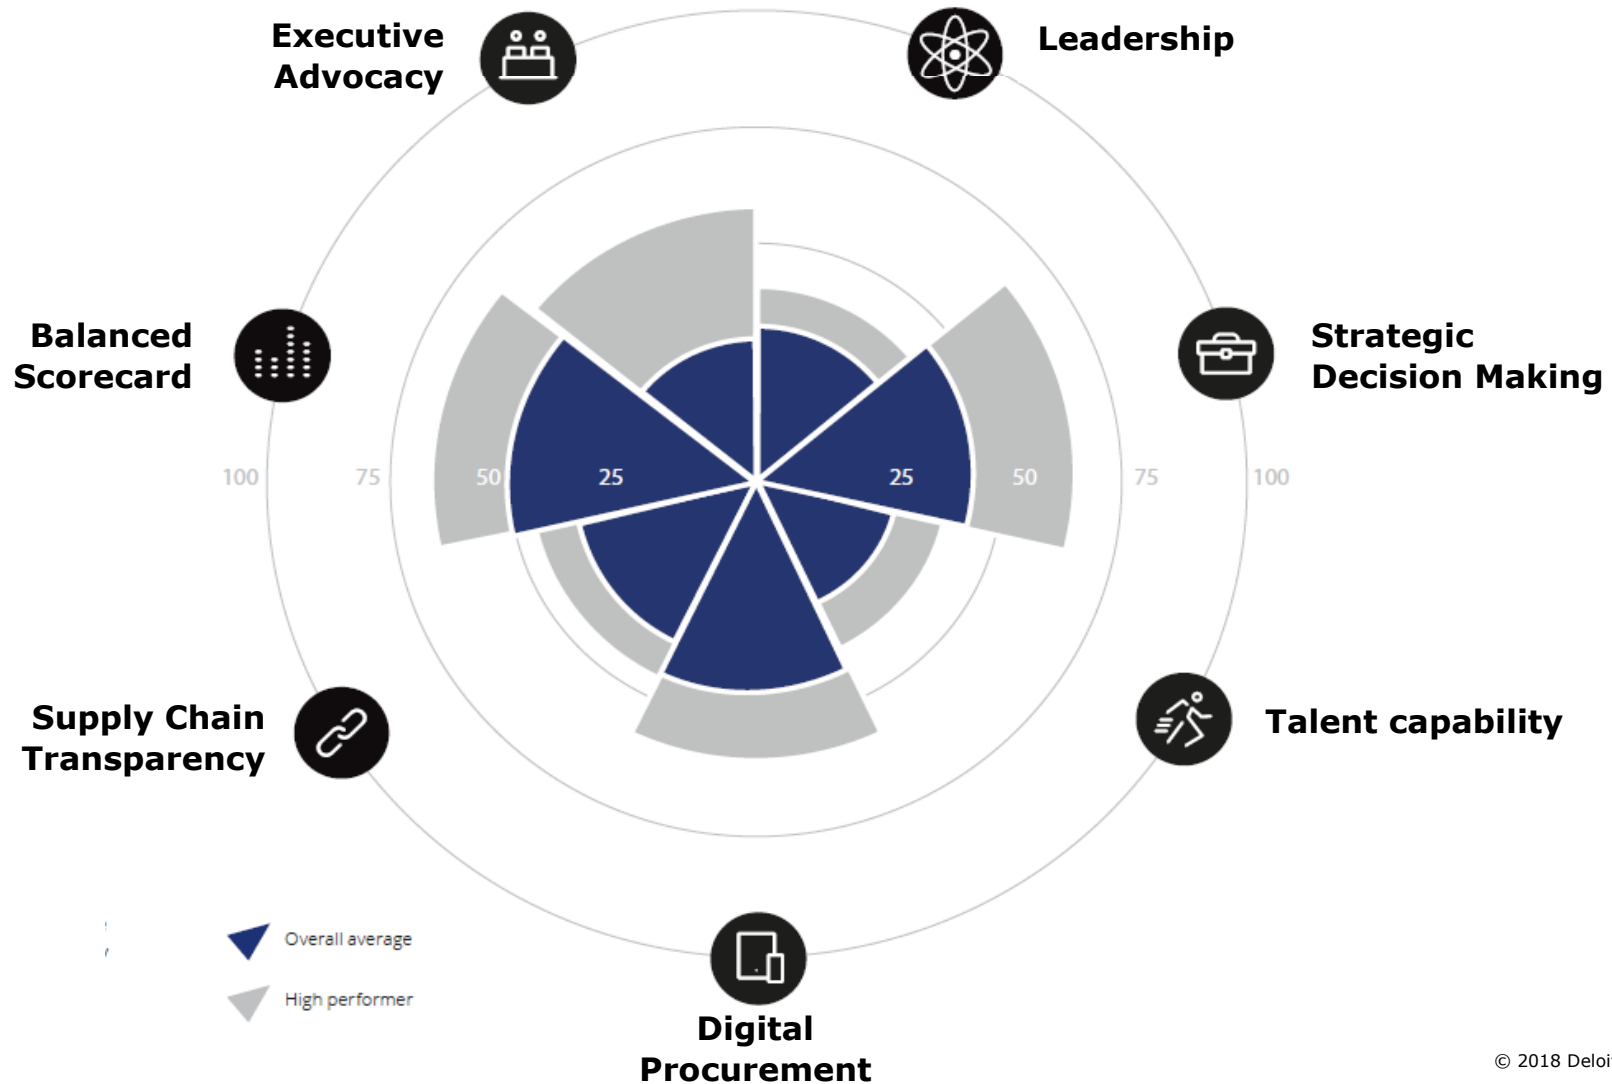 Executive
Advocacy
Leadership
Balanced
Scorecard
Strategic
Decision Making
100 75 50 25 25 50 75 100
Supply Chain
Transparency
Talent capability
Overall average
High performer
Digital
Procurement
© 2018 Deloi